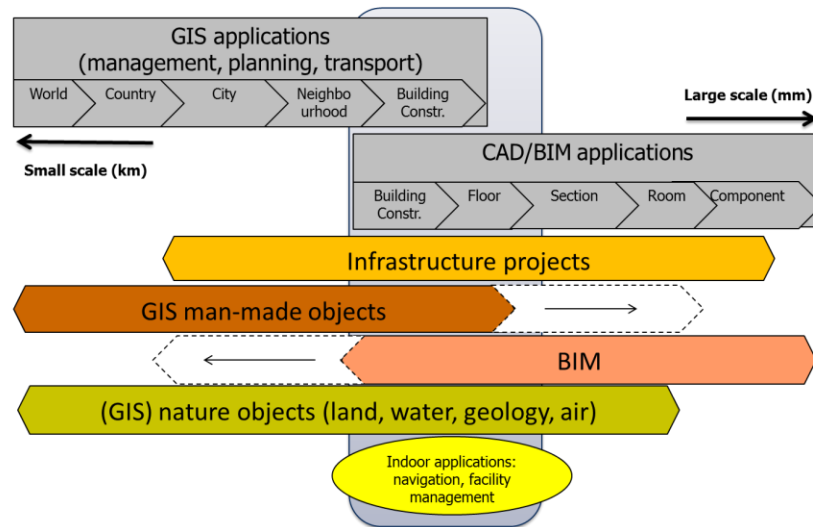 GIS applications
(management, planning, transport)
World
Country
City
Neighbo
urhood
Building
Constr.
Large scale (mm)
Small scale (km)
CAD/BIM applications
Building
Constr.
Floor
Section
Room
Component
Infrastructure projects
GIS man-made objects
BIM
(GIS) nature objects (land, water, geology, air)
Indoor applications:
navigation, facility
management